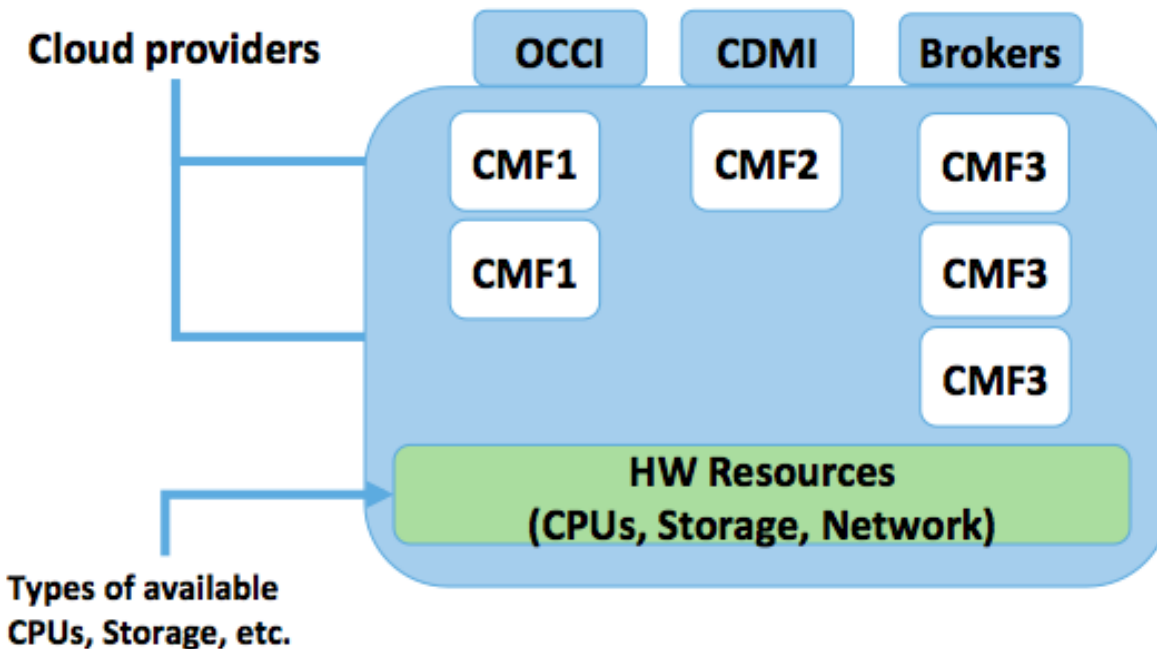 Cloud providers
OCCI
CDMI
Brokers
CMF1
CMF2
CMF3
CMF1
CMF3
CMF3
HW Resources
(CPUs, Storage, Network)
Types of available
CPUs, Storage, etc.